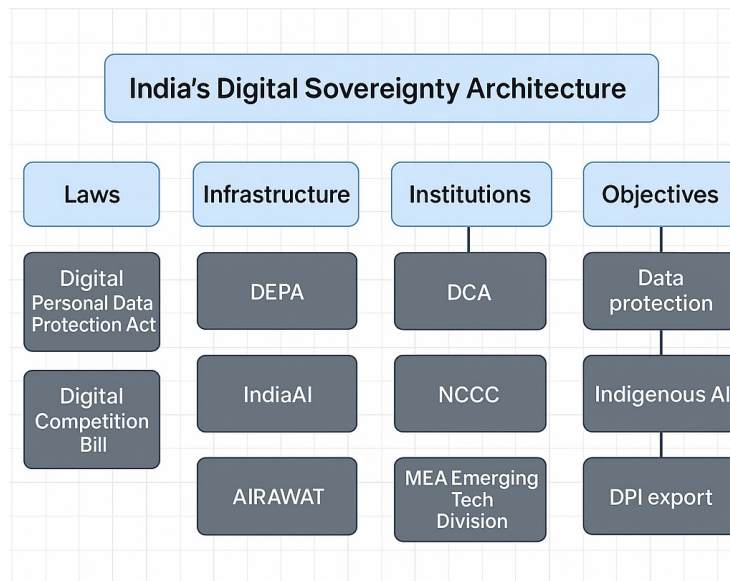 India's Digital Sovereignty Architecture
Laws
Digital
Personal Data
Protection Act
Digital
Competition
Bill
Infrastructure
DEPA
IndiaAI
AIRAWAT
Institutions
DCA
NCCC
MEA Emerging
Tech
Division
Objectives
Data
protection
Indigenous AI
DPI export